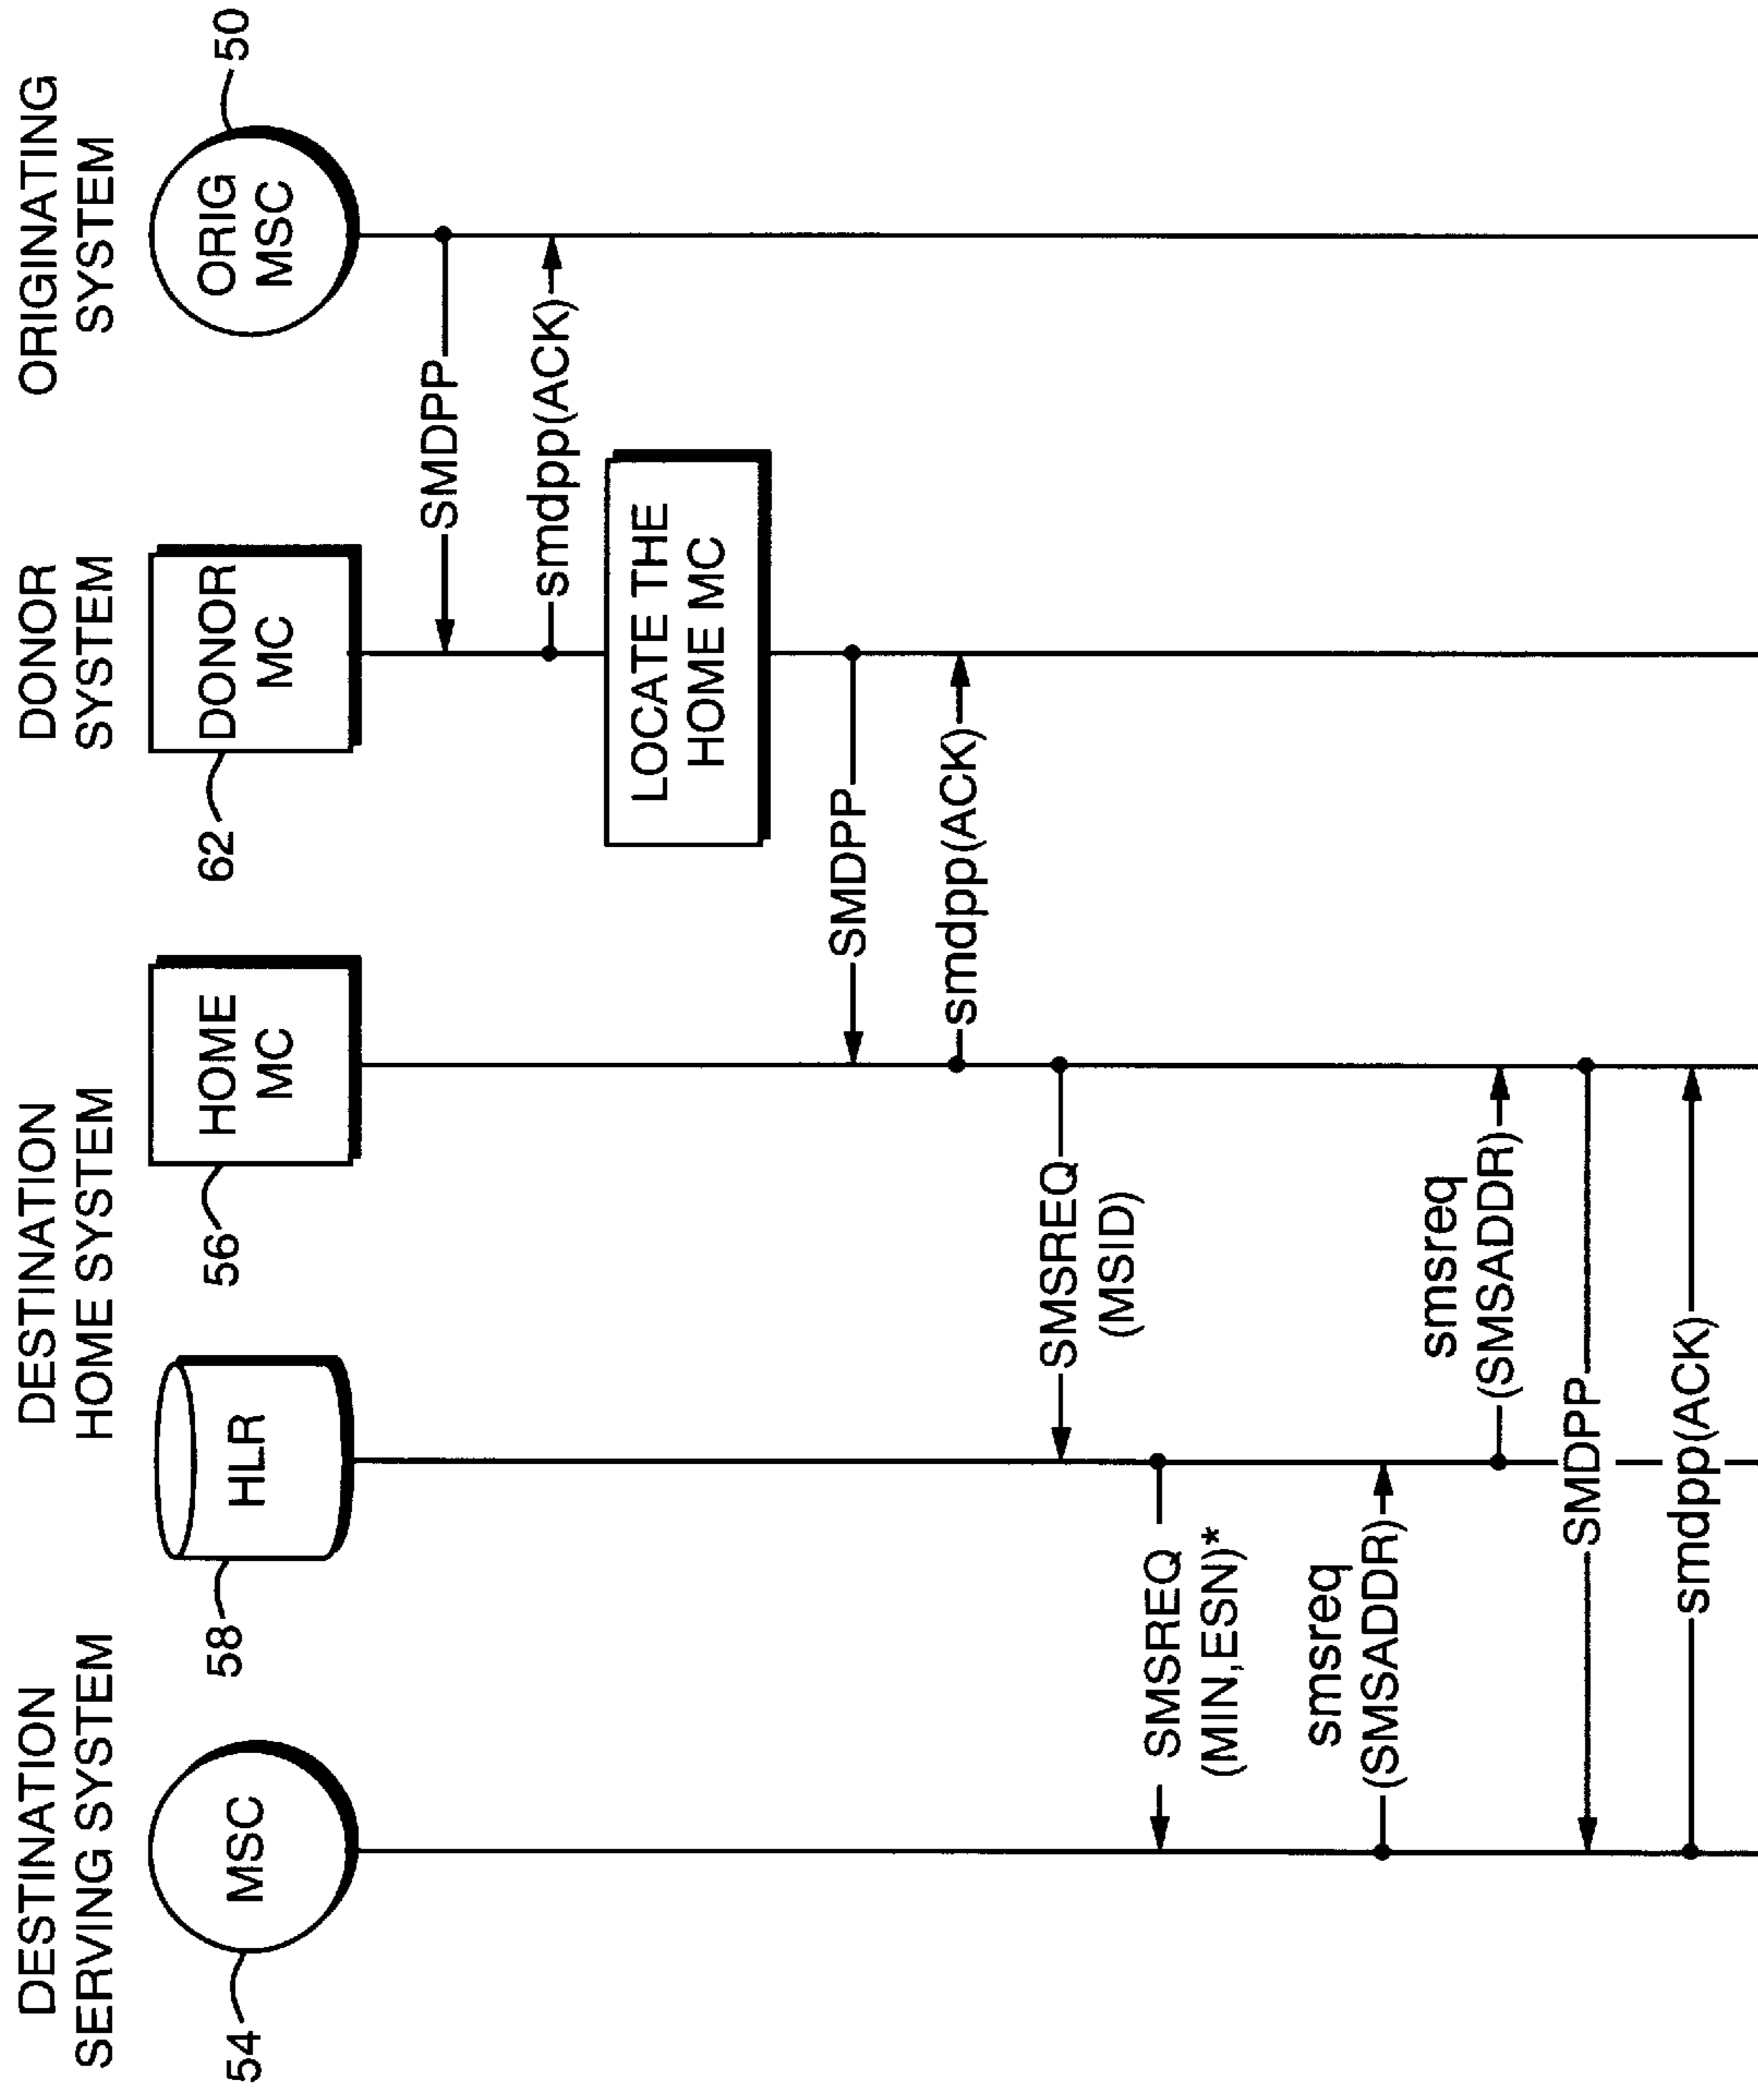 DESTINATION
SERVING SYSTEM
DESTINATION
HOME SYSTEM
DONOR
SYSTEM
ORIGINATING
SYSTEM
54
MSC
58
HLR
56
HOME
MC
62
DONOR
MC
50
ORIG
MSC
SMDPP
smdpp(ACK)
LOCATE THE
HOME MC
SMDPP
smdpp(ACK)
SMSREQ
(MSID)
SMSREQ
(MIN,ESN)*
smsreq
(SMSADDR)
smsreq
(SMSADDR)
SMDPP
smdpp(ACK)